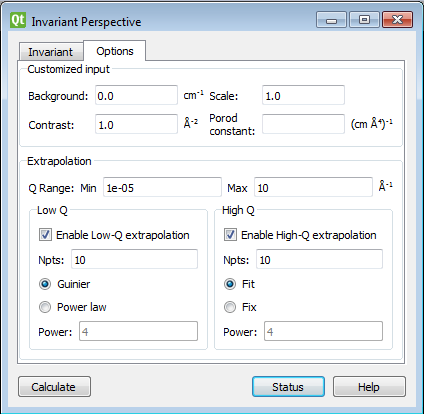 Qt Invariant Perspective
Invariant Options
Customized input
Background: 0.0 cm⁻¹ Scale: 1.0
Contrast: 1.0 Å⁻² Porod constant: (cm Å⁴)⁻¹
Extrapolation
Q Range: Min 1e-05 Max 10 Å⁻¹
Low Q High Q
Enable Low-Q extrapolation Enable High-Q extrapolation
Npts: 10 Npts: 10
Guinier Fit
Power law Fix
Power: 4 Power: 4
Calculate Status Help